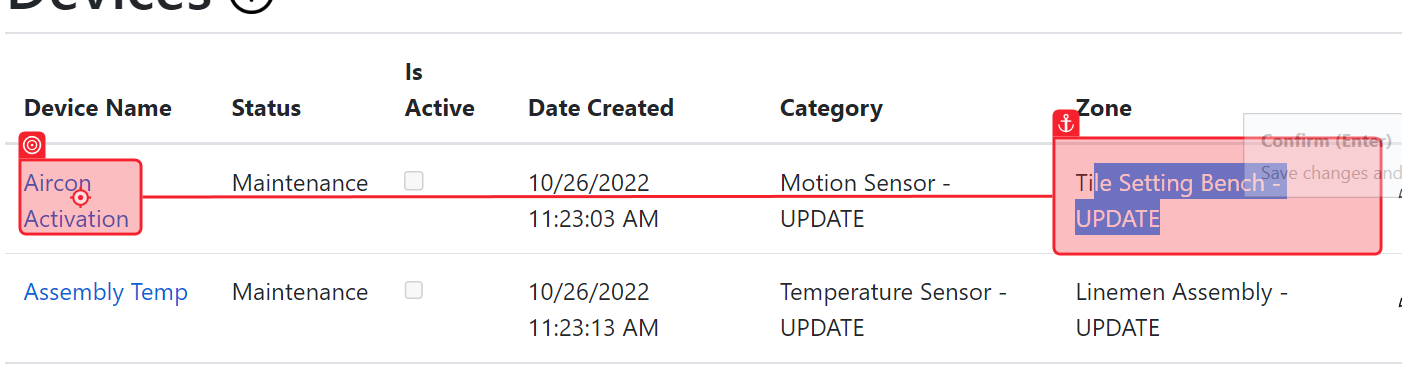 Devices
Is
Device Name Status Active Date Created Category Zone
Confirm (Enter)
Save changes and
Aircon Maintenance 10/26/2022 Motion Sensor - Tile Setting Bench -
Activation 11:23:03 AM UPDATE UPDATE
Assembly Temp Maintenance 10/26/2022 Temperature Sensor - Linemen Assembly -
11:23:13 AM UPDATE UPDATE